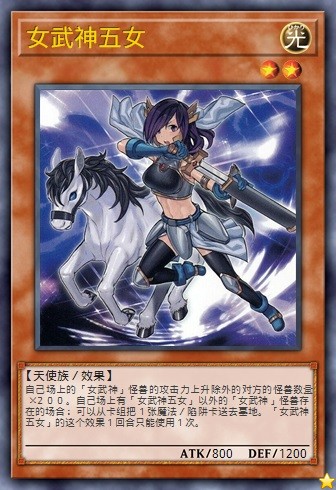 女武神五女
光
【天使族／效果】
自己场上的「女武神」怪兽的攻击力上升除外的对方的怪兽数量
×２００。自己场上有「女武神五女」以外的「女武神」怪兽存
在的场合，可以从卡组把１张魔法／陷阱卡送去墓地。「女武神
五女」的这个效果１回合只能使用１次。
ATK/800 DEF/1200